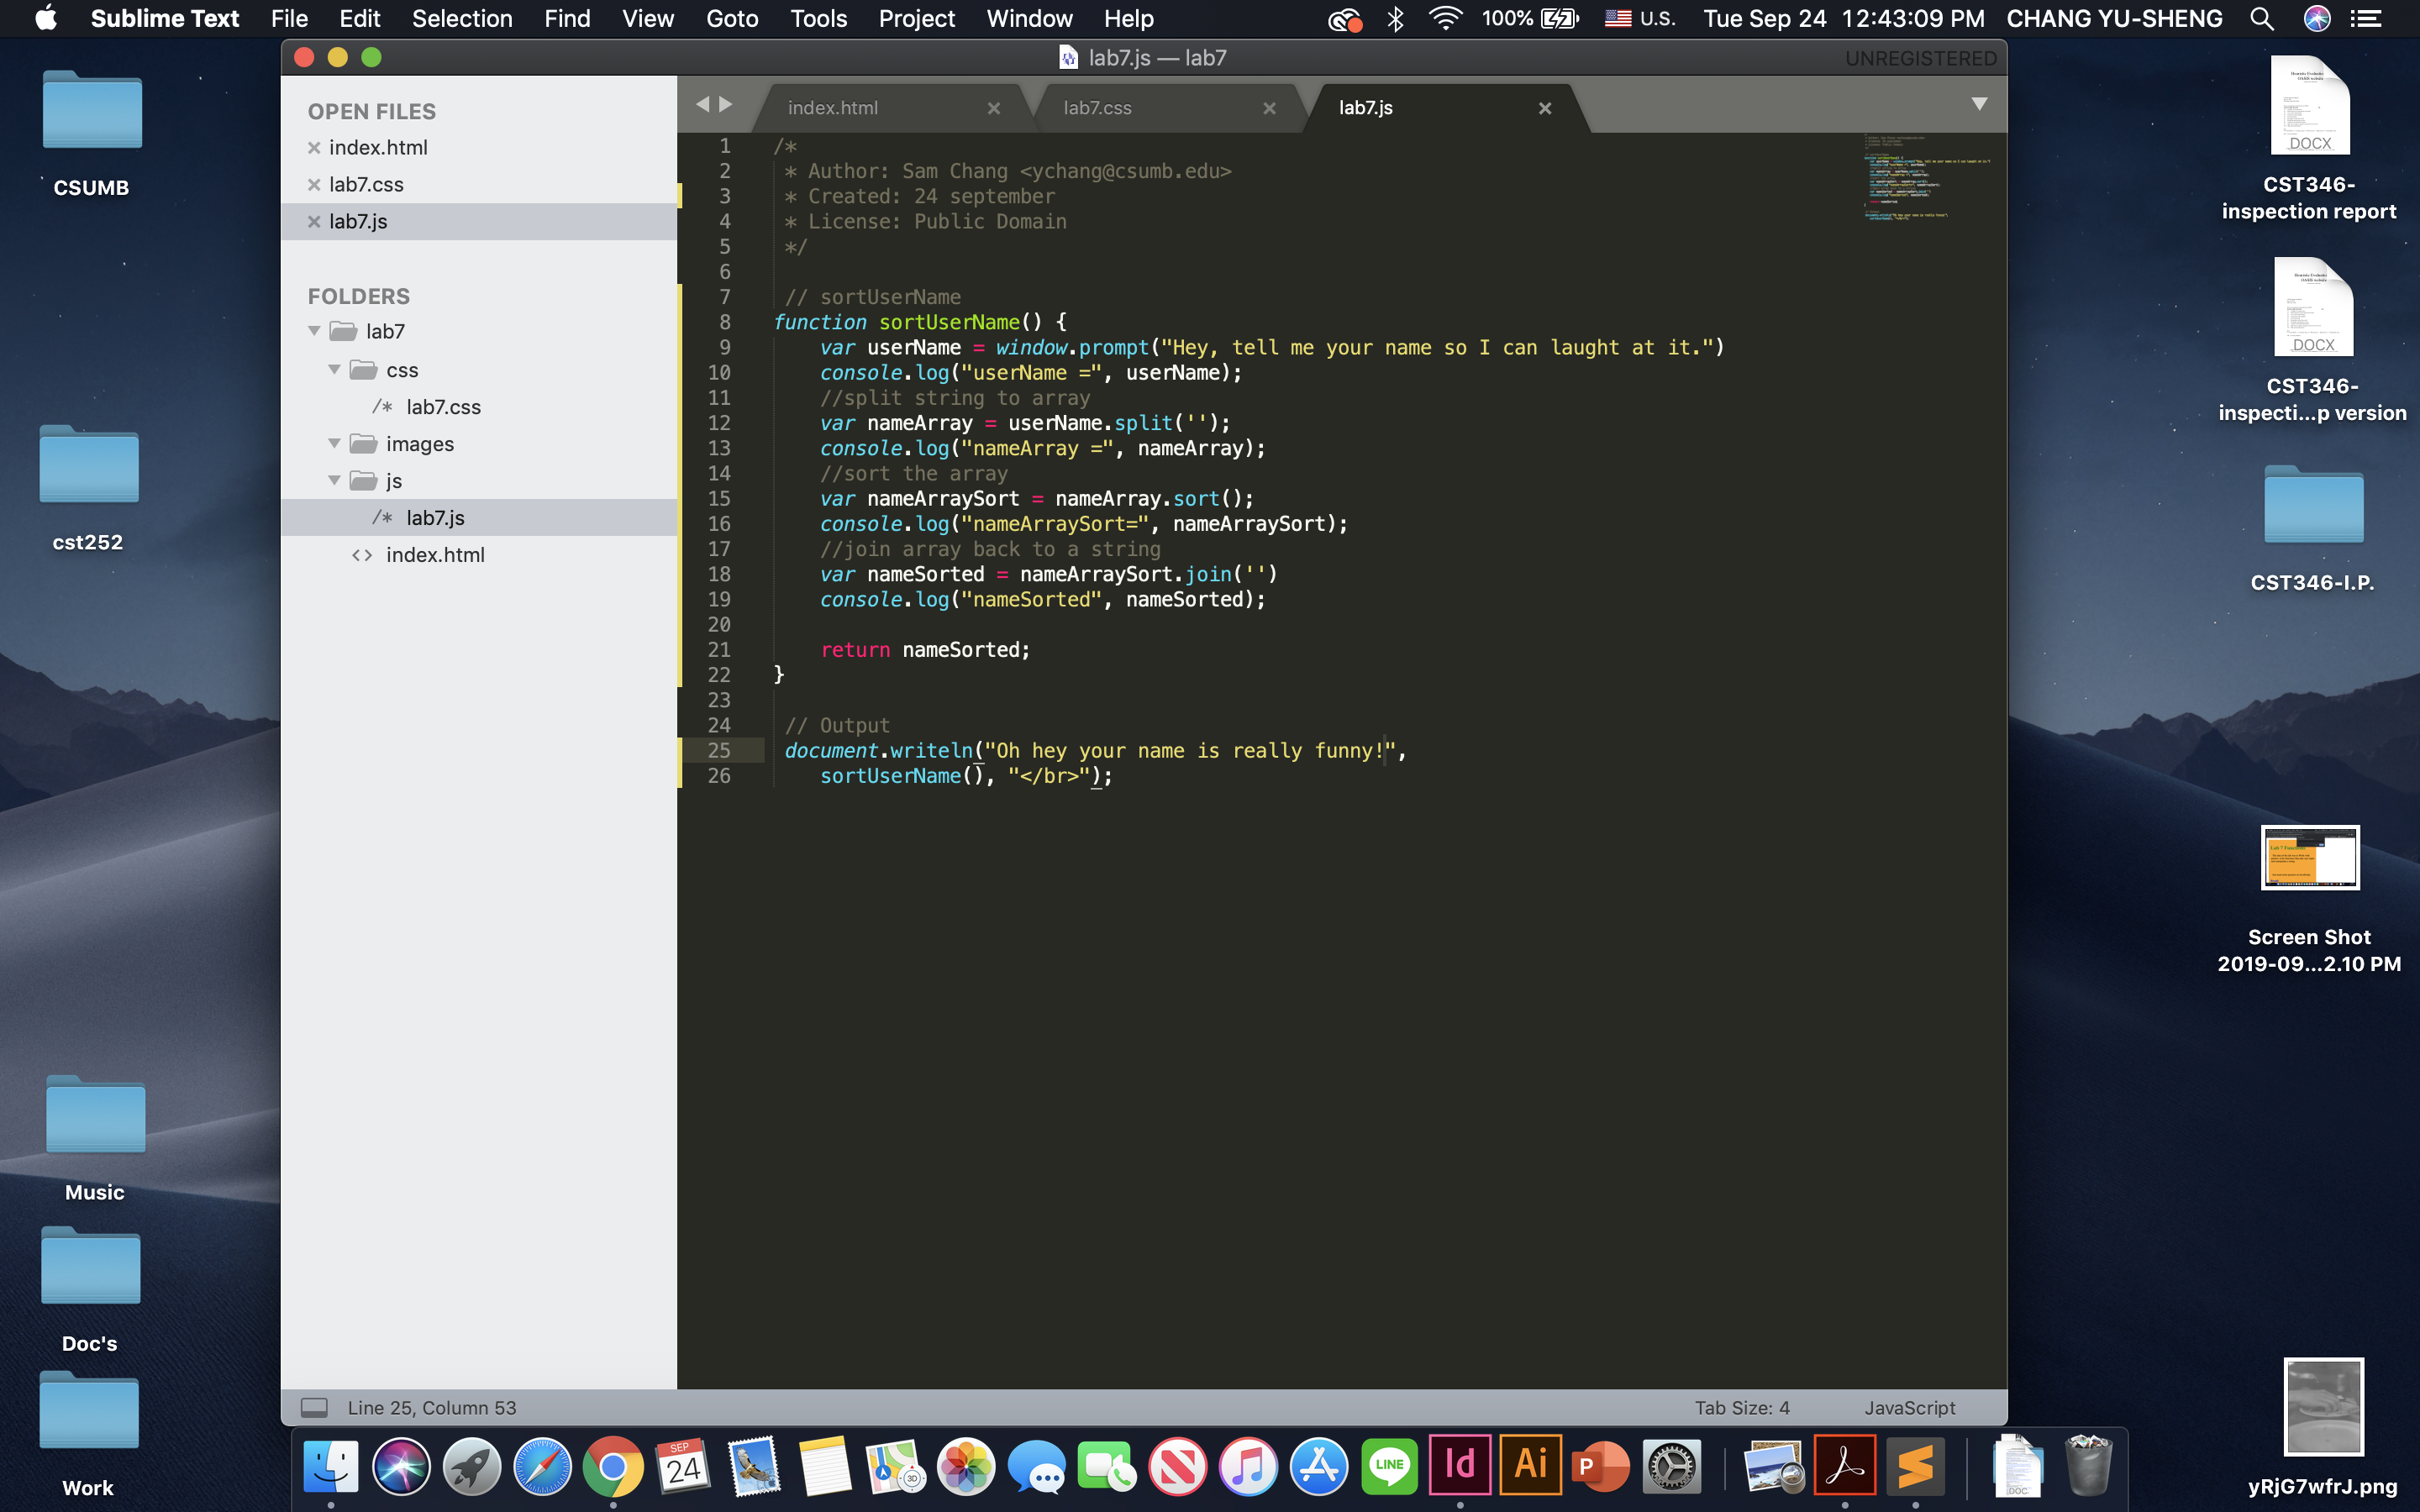 Sublime Text File Edit Selection Find View Goto Tools Project Window Help 100% U.S. Tue Sep 24 12:43:09 PM CHANG YU-SHENG
lab7.js — lab7
UNREGISTERED
OPEN FILES
index.html
lab7.css
lab7.js
FOLDERS
lab7
css
/* lab7.css
images
js
/* lab7.js
<> index.html
index.html lab7.css lab7.js
1 /*
2 * Author: Sam Chang <ychang@csumb.edu>
3 * Created: 24 september
4 * License: Public Domain
5 */
6
7 // sortUserName
8 function sortUserName() {
9 var userName = window.prompt("Hey, tell me your name so I can laught at it.")
10 console.log("userName =", userName);
11 //split string to array
12 var nameArray = userName.split('');
13 console.log("nameArray =", nameArray);
14 //sort the array
15 var nameArraySort = nameArray.sort();
16 console.log("nameArraySort=", nameArraySort);
17 //join array back to a string
18 var nameSorted = nameArraySort.join('')
19 console.log("nameSorted", nameSorted);
20
21 return nameSorted;
22 }
23
24 // Output
25 document.writeln("Oh hey your name is really funny!",
26 sortUserName(), "</br>");
Line 25, Column 53
Tab Size: 4
JavaScript
CSUMB
cst252
Music
Doc's
Work
DOCX
CST346-
inspection report
DOCX
CST346-
inspecti...p version
CST346-I.P.
Screen Shot
2019-09...2.10 PM
yRjG7wfrJ.png
SEP
24
3D
LINE
Id
Ai
P
.DOC